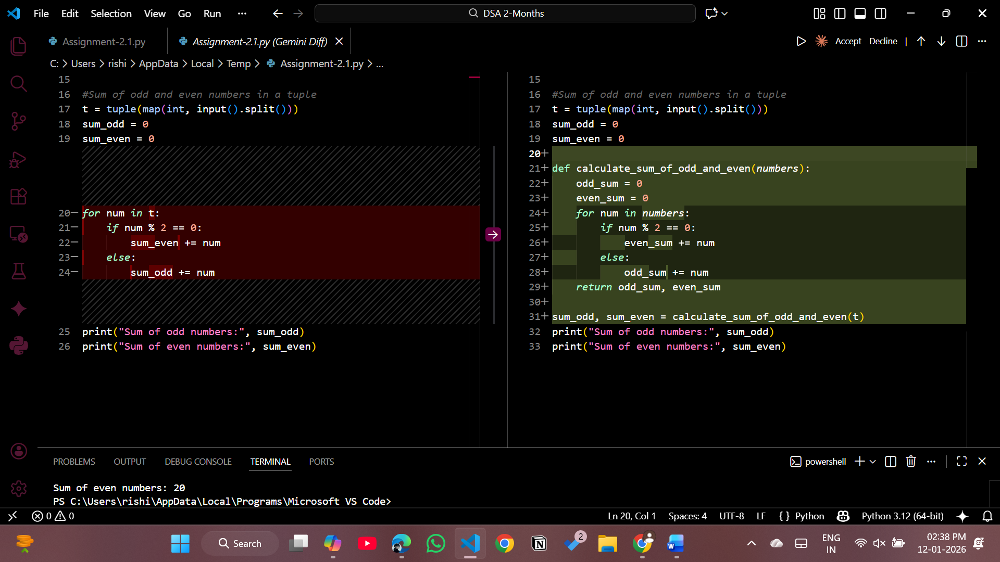 File Edit Selection View Go Run ··· DSA 2-Months
Assignment-2.1.py Assignment-2.1.py (Gemini Diff) Accept Decline
C: > Users > rishi > AppData > Local > Temp > Assignment-2.1.py > ...
15
16 #Sum of odd and even numbers in a tuple
17 t = tuple(map(int, input().split()))
18 sum_odd = 0
19 sum_even = 0
20— for num in t:
21—     if num % 2 == 0:
22—         sum_even += num
23—     else:
24—         sum_odd += num
25 print("Sum of odd numbers:", sum_odd)
26 print("Sum of even numbers:", sum_even)
15
16 #Sum of odd and even numbers in a tuple
17 t = tuple(map(int, input().split()))
18 sum_odd = 0
19 sum_even = 0
20+
21+ def calculate_sum_of_odd_and_even(numbers):
22+     odd_sum = 0
23+     even_sum = 0
24+     for num in numbers:
25+         if num % 2 == 0:
26+             even_sum += num
27+         else:
28+             odd_sum += num
29+     return odd_sum, even_sum
30+
31+ sum_odd, sum_even = calculate_sum_of_odd_and_even(t)
32 print("Sum of odd numbers:", sum_odd)
33 print("Sum of even numbers:", sum_even)
PROBLEMS OUTPUT DEBUG CONSOLE TERMINAL PORTS powershell
Sum of even numbers: 20
PS C:\Users\rishi\AppData\Local\Programs\Microsoft VS Code>
0 0 Ln 20, Col 1 Spaces: 4 UTF-8 LF { } Python Python 3.12 (64-bit)
Search 2 ENG 02:38 PM
IN 12-01-2026